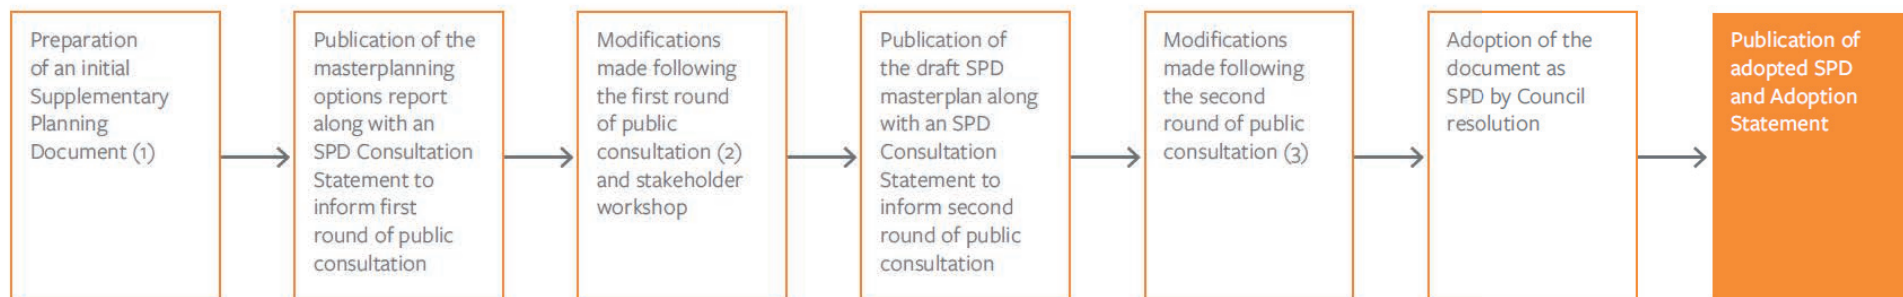 Preparation
of an initial
Supplementary
Planning
Document (1)
Publication of the
masterplanning
options report
along with an
SPD Consultation
Statement to
inform first
round of public
consultation
Modifications
made following
the first round
of public
consultation (2)
and stakeholder
workshop
Publication of
the draft SPD
masterplan along
with an SPD
Consultation
Statement to
inform second
round of public
consultation
Modifications
made following
the second
round of public
consultation (3)
Adoption of the
document as
SPD by Council
resolution
Publication of
adopted SPD
and Adoption
Statement